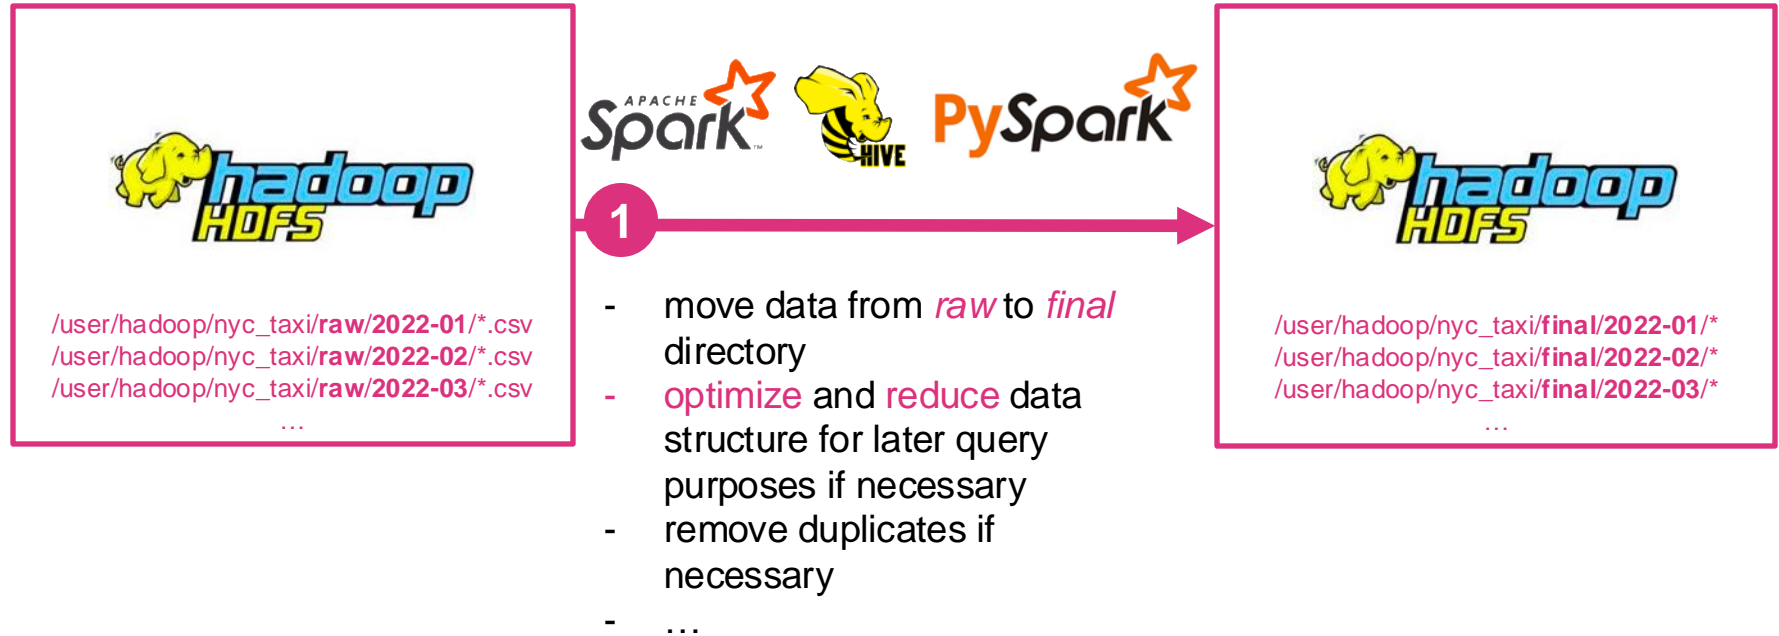 hadoop
HDFS
/user/hadoop/nyc_taxi/raw/2022-01/*.csv
/user/hadoop/nyc_taxi/raw/2022-02/*.csv
/user/hadoop/nyc_taxi/raw/2022-03/*.csv
...
APACHE
Spark™
HIVE
PySpark
1
- move data from raw to final
directory
- optimize and reduce data
structure for later query
purposes if necessary
- remove duplicates if
necessary
- ...
hadoop
HDFS
/user/hadoop/nyc_taxi/final/2022-01/*
/user/hadoop/nyc_taxi/final/2022-02/*
/user/hadoop/nyc_taxi/final/2022-03/*
...